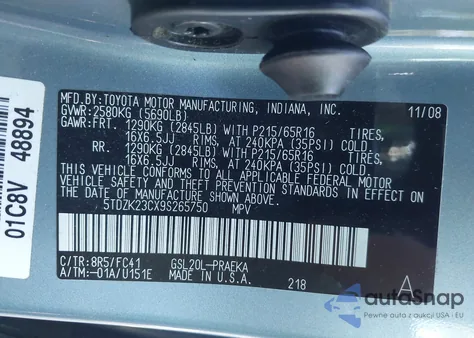 MFD.BY:TOYOTA MOTOR MANUFACTURING, INDIANA, INC. 11/08
GVWR:2580KG (5690LB)
GAWR:FRT. 1290KG (2845LB) WITH P215/65R16 TIRES,
16X6.5JJ RIMS, AT 240KPA (35PSI) COLD.
RR. 1290KG (2845LB) WITH P215/65R16 TIRES,
16X6.5JJ RIMS, AT 240KPA (35PSI) COLD.
THIS VEHICLE CONFORMS TO ALL APPLICABLE FEDERAL MOTOR
VEHICLE SAFETY AND THEFT PREVENTION STANDARDS IN
EFFECT ON THE DATE OF MANUFACTURE SHOWN ABOVE.
5TDZK23CX9S265750 MPV
C/TR:8R5/FC41 GSL20L-PRAEKA
A/TM:-01A/U151E MADE IN U.S.A. 218 A
01C8V 48894
autoSnap
Pewne auta z aukcji USA i EU